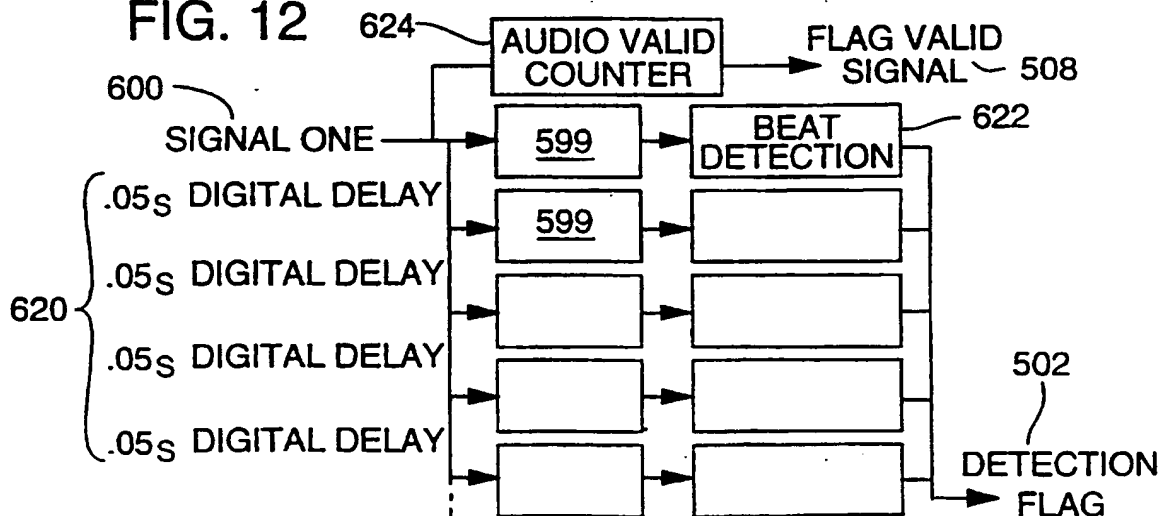 FIG. 12
624
AUDIO VALID
COUNTER
FLAG VALID
SIGNAL 508
600
SIGNAL ONE
599
BEAT
DETECTION
622
.05s DIGITAL DELAY
599
.05s DIGITAL DELAY
620
.05s DIGITAL DELAY
502
.05s DIGITAL DELAY
DETECTION
FLAG